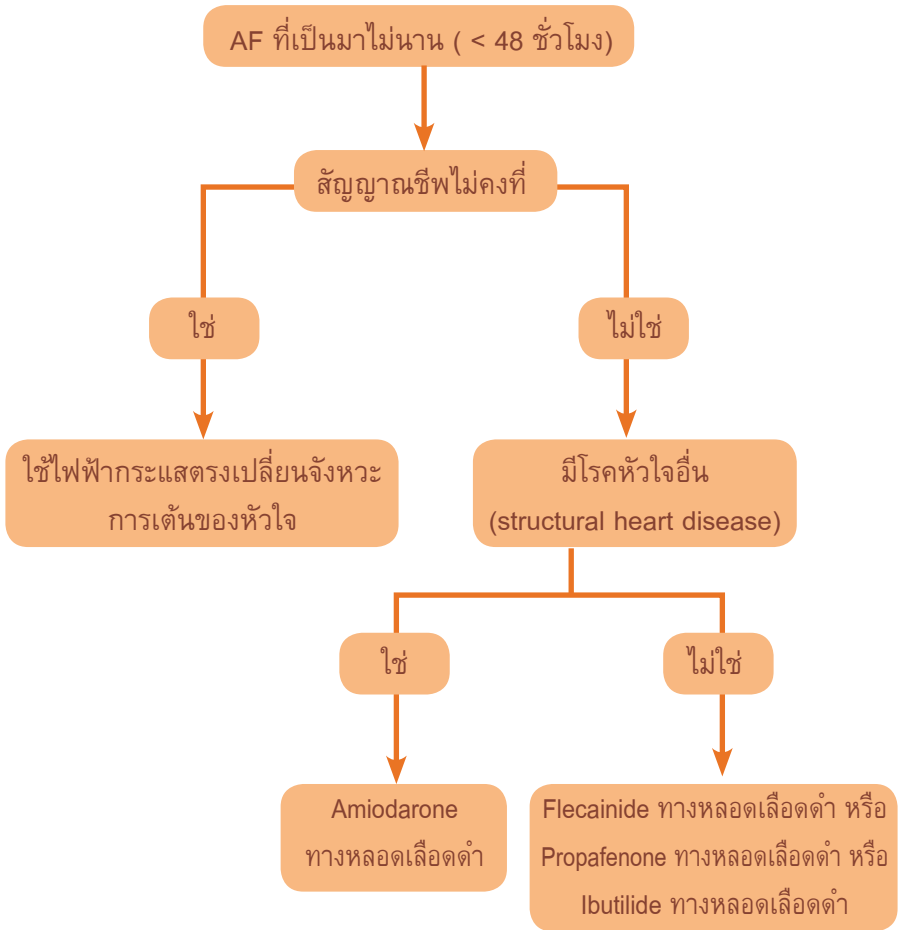 AF ที่เป็นมาไม่นาน ( < 48 ชั่วโมง)
สัญญาณชีพไม่คงที่
ใช่
ไม่ใช่
ใช้ไฟฟ้ากระแสตรงเปลี่ยนจังหวะ
การเต้นของหัวใจ
มีโรคหัวใจอื่น
(structural heart disease)
ใช่
ไม่ใช่
Amiodarone
ทางหลอดเลือดดำ
Flecainide ทางหลอดเลือดดำ หรือ
Propafenone ทางหลอดเลือดดำ หรือ
Ibutilide ทางหลอดเลือดดำ